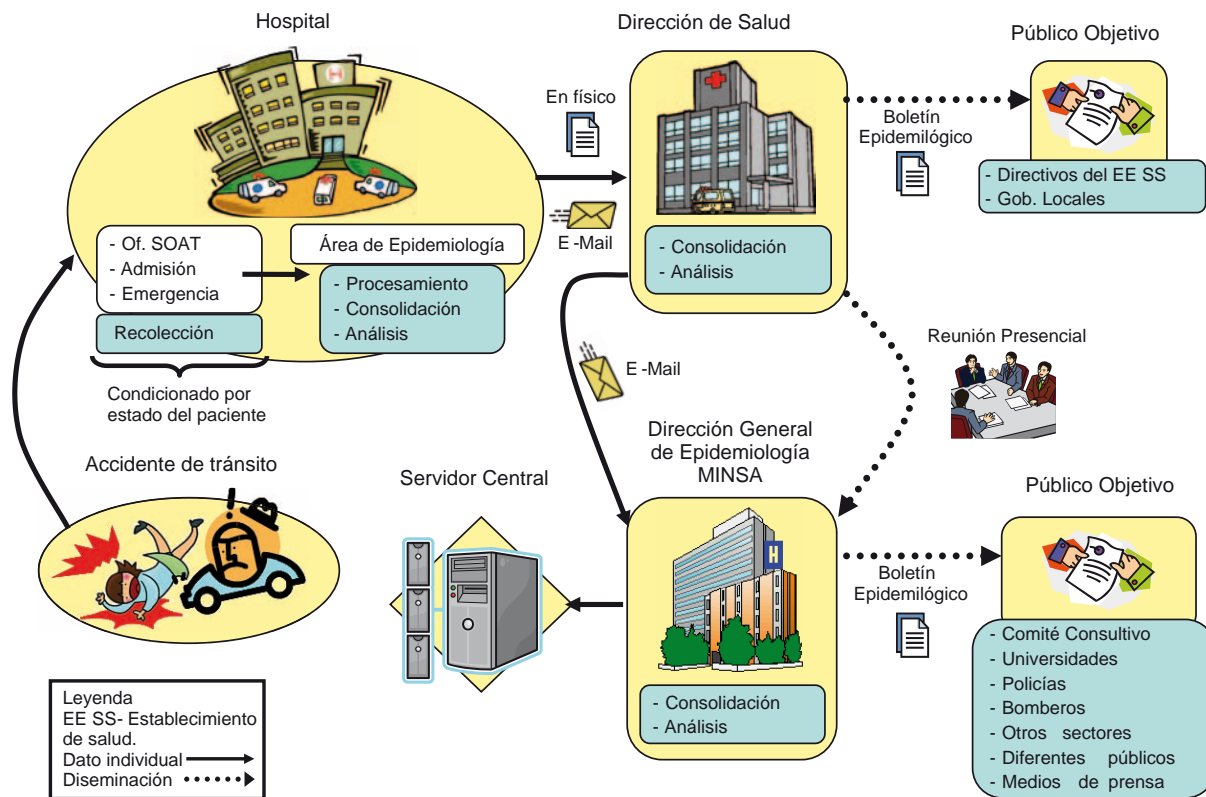 Hospital
H
- Of. SOAT
- Admisión
- Emergencia
Recolección
Condicionado por
estado del paciente
Área de Epidemiología
- Procesamiento
- Consolidación
- Análisis
En físico
E -Mail
Dirección de Salud
- Consolidación
- Análisis
Boletín
Epidemilógico
Público Objetivo
- Directivos del EE SS
- Gob. Locales
E -Mail
Reunión Presencial
Accidente de tránsito
Servidor Central
Dirección General
de Epidemiología
MINSA
H
- Consolidación
- Análisis
Boletín
Epidemilógico
Público Objetivo
- Comité Consultivo
- Universidades
- Policías
- Bomberos
- Otros sectores
- Diferentes públicos
- Medios de prensa
Leyenda
EE SS- Establecimiento
de salud.
Dato individual
Diseminación